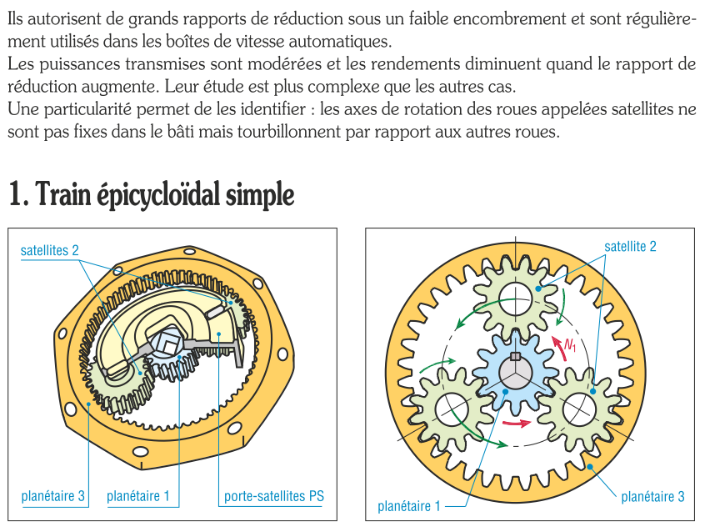 Ils autorisent de grands rapports de réduction sous un faible encombrement et sont régulière-
ment utilisés dans les boîtes de vitesse automatiques.
Les puissances transmises sont modérées et les rendements diminuent quand le rapport de
réduction augmente. Leur étude est plus complexe que les autres cas.
Une particularité permet de les identifier : les axes de rotation des roues appelées satellites ne
sont pas fixes dans le bâti mais tourbillonnent par rapport aux autres roues.
1. Train épicycloïdal simple
satellites 2
planétaire 3
planétaire 1
porte-satellites PS
satellite 2
N1
planétaire 1
planétaire 3